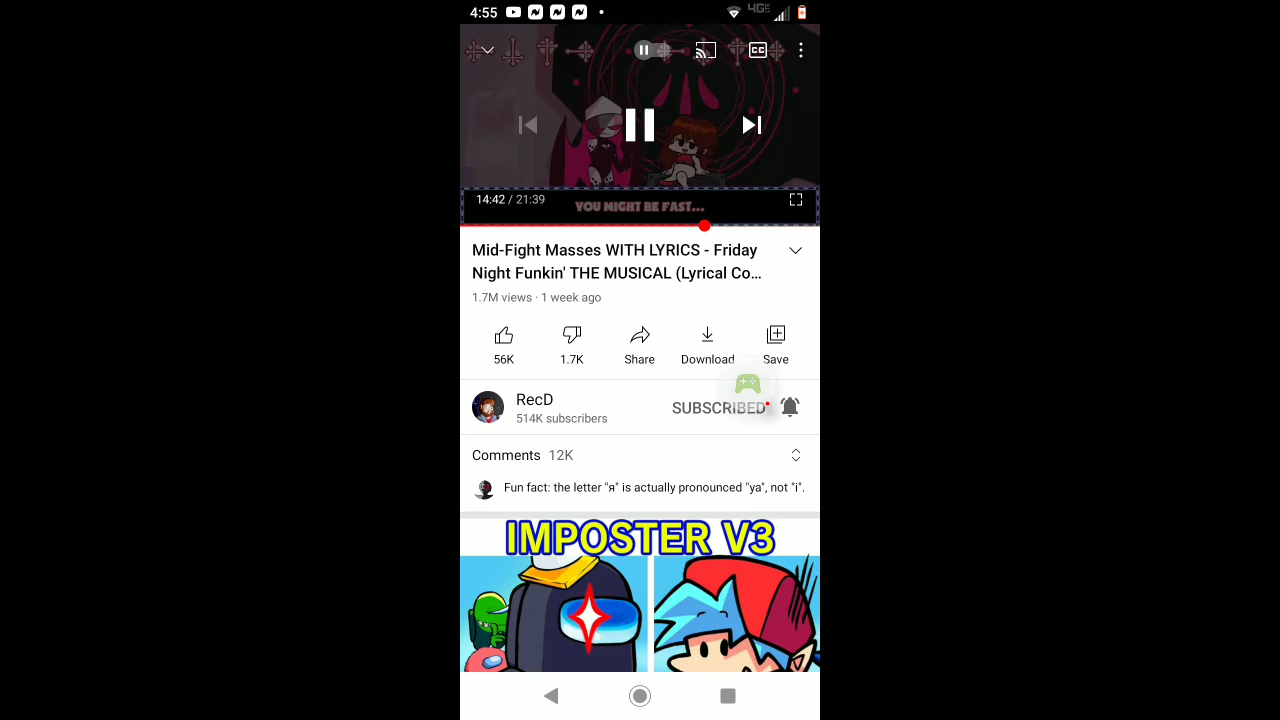 4:55
4G
CC
14:42 / 21:39
YOU MIGHT BE FAST...
Mid-Fight Masses WITH LYRICS - Friday
Night Funkin' THE MUSICAL (Lyrical Co...
1.7M views · 1 week ago
56K
1.7K
Share
Download
Save
RecD
514K subscribers
SUBSCRIBED
Comments 12K
Fun fact: the letter "я" is actually pronounced "ya", not "i".
IMPOSTER V3